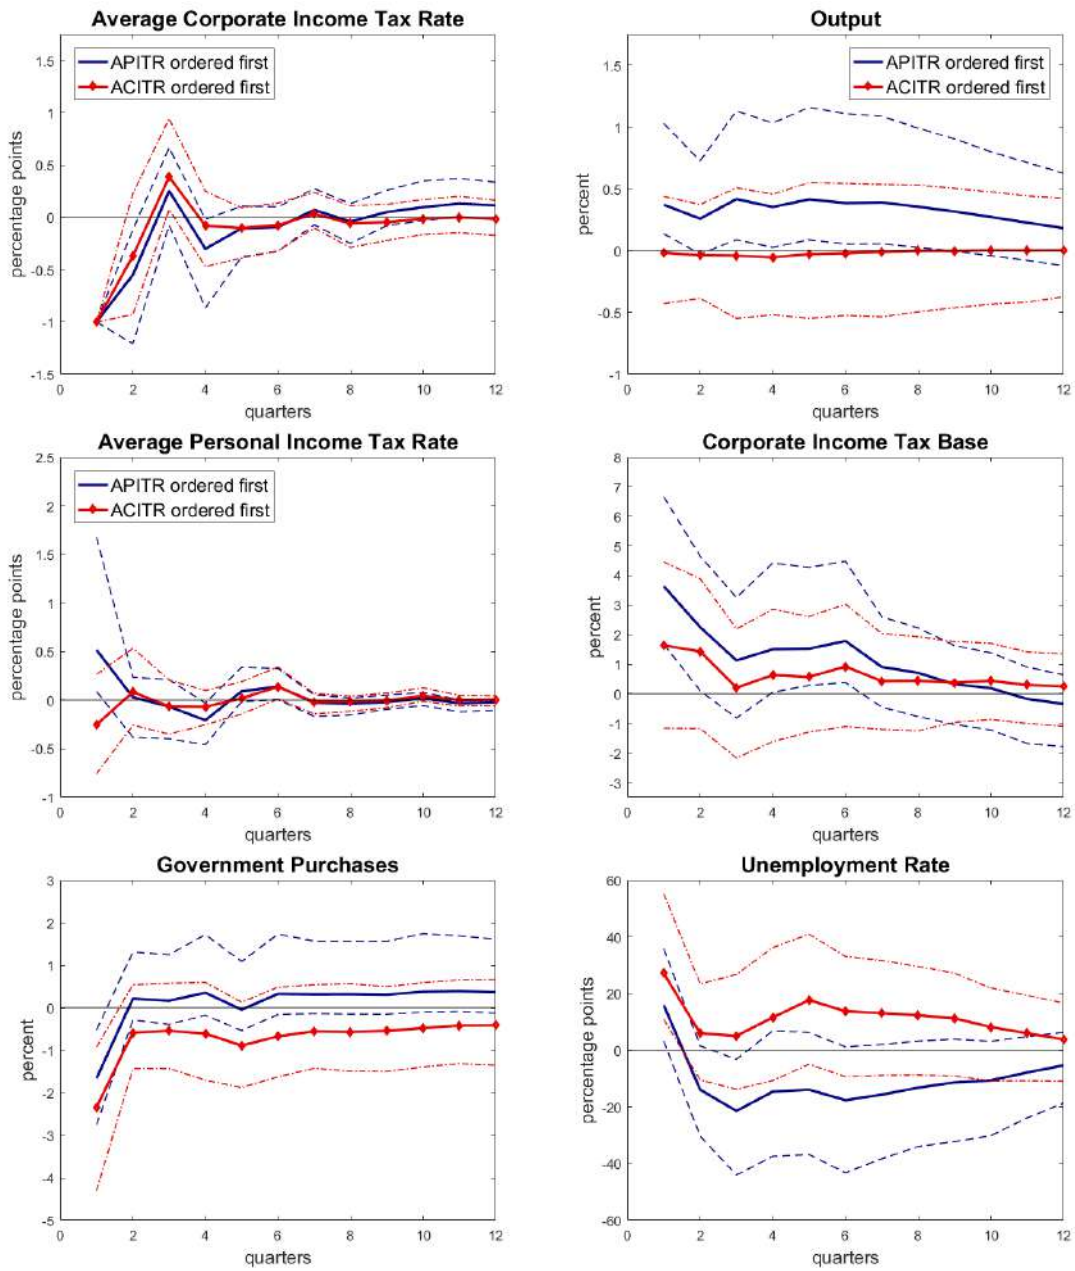 Average Corporate Income Tax Rate
percentage points
1.5
1
0.5
0
-0.5
-1
-1.5
APITR ordered first
ACITR ordered first
0 2 4 6 8 10 12
quarters
Output
percent
1.5
1
0.5
0
-0.5
-1
APITR ordered first
ACITR ordered first
0 2 4 6 8 10 12
quarters
Average Personal Income Tax Rate
percentage points
2.5
2
1.5
1
0.5
0
-0.5
-1
APITR ordered first
ACITR ordered first
0 2 4 6 8 10 12
quarters
Corporate Income Tax Base
percent
8
7
6
5
4
3
2
1
0
-1
-2
-3
0 2 4 6 8 10 12
quarters
Government Purchases
percent
3
2
1
0
-1
-2
-3
-4
-5
0 2 4 6 8 10 12
quarters
Unemployment Rate
percentage points
60
40
20
0
-20
-40
-60
0 2 4 6 8 10 12
quarters